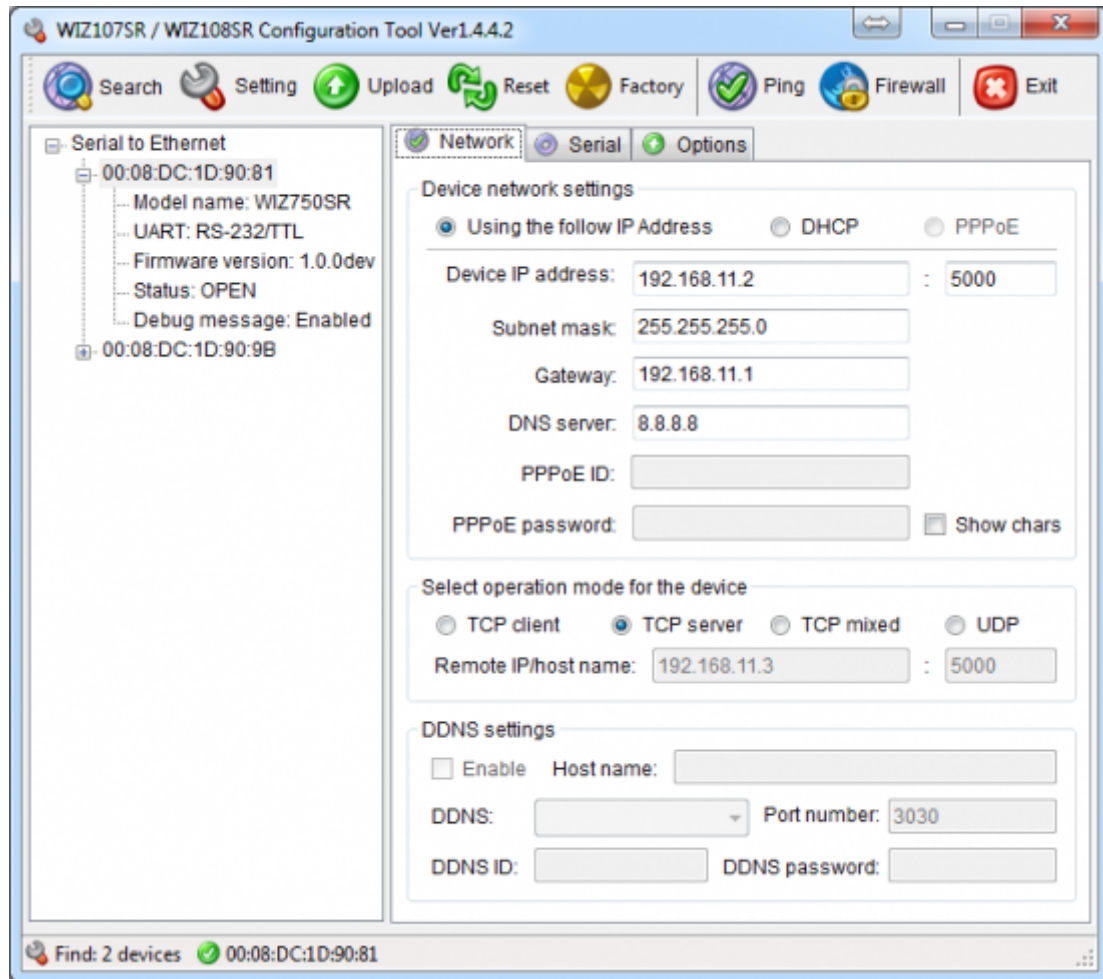 WIZ107SR / WIZ108SR Configuration Tool Ver1.4.4.2
Search Setting Upload Reset Factory Ping Firewall Exit
Serial to Ethernet
00:08:DC:1D:90:81
Model name: WIZ750SR
UART: RS-232/TTL
Firmware version: 1.0.0dev
Status: OPEN
Debug message: Enabled
00:08:DC:1D:90:9B
Network Serial Options
Device network settings
Using the follow IP Address DHCP PPPoE
Device IP address: 192.168.11.2 : 5000
Subnet mask: 255.255.255.0
Gateway: 192.168.11.1
DNS server: 8.8.8.8
PPPoE ID:
PPPoE password: Show chars
Select operation mode for the device
TCP client TCP server TCP mixed UDP
Remote IP/host name: 192.168.11.3 : 5000
DDNS settings
Enable Host name:
DDNS: Port number: 3030
DDNS ID: DDNS password:
Find: 2 devices 00:08:DC:1D:90:81